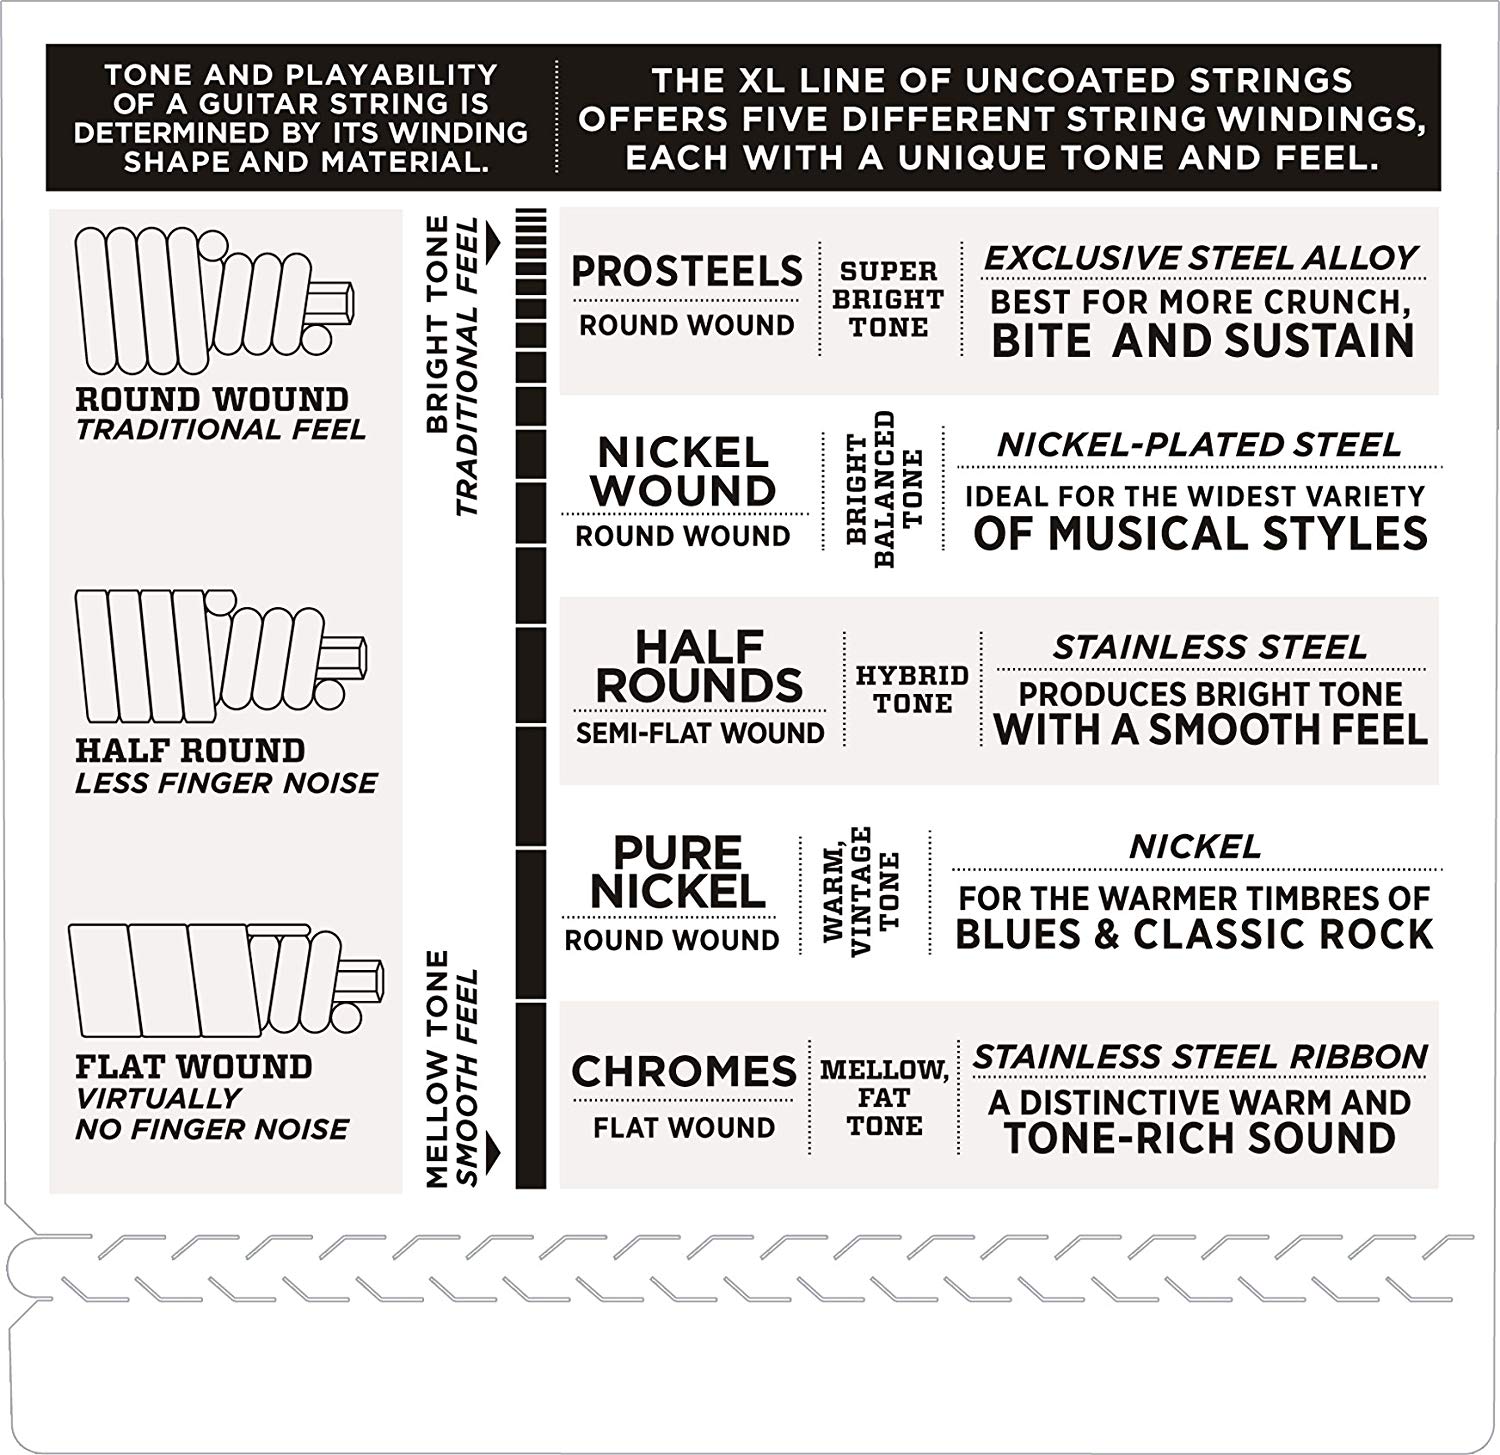 TONE AND PLAYABILITY
OF A GUITAR STRING IS
DETERMINED BY ITS WINDING
SHAPE AND MATERIAL.
THE XL LINE OF UNCOATED STRINGS
OFFERS FIVE DIFFERENT STRING WINDINGS,
EACH WITH A UNIQUE TONE AND FEEL.
ROUND WOUND
TRADITIONAL FEEL
HALF ROUND
LESS FINGER NOISE
FLAT WOUND
VIRTUALLY
NO FINGER NOISE
BRIGHT TONE
TRADITIONAL FEEL
MELLOW TONE
SMOOTH FEEL
PROSTEELS
ROUND WOUND
SUPER
BRIGHT
TONE
EXCLUSIVE STEEL ALLOY
BEST FOR MORE CRUNCH,
BITE AND SUSTAIN
NICKEL
WOUND
ROUND WOUND
BRIGHT
BALANCED
TONE
NICKEL-PLATED STEEL
IDEAL FOR THE WIDEST VARIETY
OF MUSICAL STYLES
HALF
ROUNDS
SEMI-FLAT WOUND
HYBRID
TONE
STAINLESS STEEL
PRODUCES BRIGHT TONE
WITH A SMOOTH FEEL
PURE
NICKEL
ROUND WOUND
WARM,
VINTAGE
TONE
NICKEL
FOR THE WARMER TIMBRES OF
BLUES & CLASSIC ROCK
CHROMES
FLAT WOUND
MELLOW,
FAT
TONE
STAINLESS STEEL RIBBON
A DISTINCTIVE WARM AND
TONE-RICH SOUND